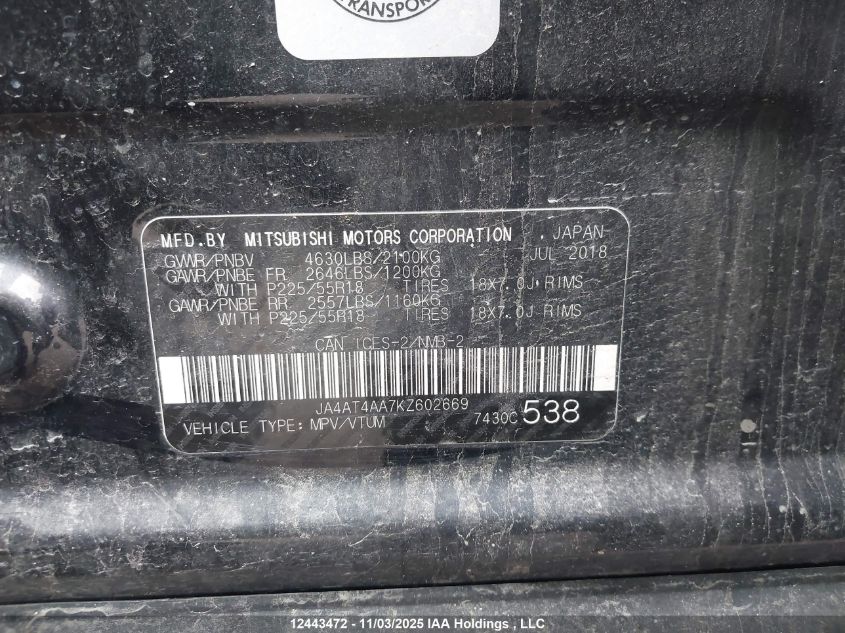 TRANSPORT
MFD.BY MITSUBISHI MOTORS CORPORATION , JAPAN
GVWR/PNBV 4630LBS/2100KG JUL 2018
GAWR/PNBE FR 2646LBS/1200KG
WITH P225/55R18 TIRES 18X7.0J RIMS
GAWR/PNBE RR 2557LBS/1160KG
WITH P225/55R18 TIRES 18X7.0J RIMS
CAN ICES-2/NMB-2
JA4AT4AA7KZ602669
VEHICLE TYPE: MPV/VTUM 7430C 538
12443472 - 11/03/2025 IAA Holdings , LLC